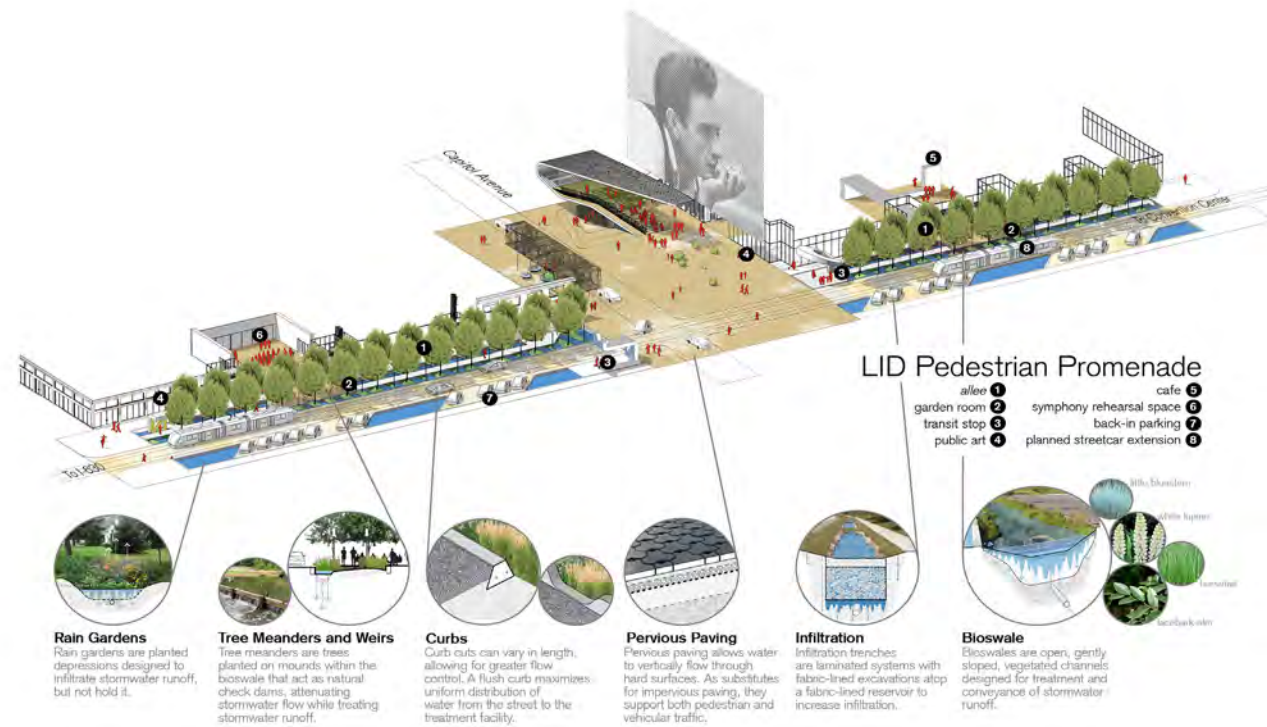 Capitol Avenue
To I-630
LID Pedestrian Promenade
allee 1
garden room 2
transit stop 3
public art 4
cafe 5
symphony rehearsal space 6
back-in parking 7
planned streetcar extension 8
little bluestem
white lupine
horsetail
lacebark elm
Rain Gardens
Rain gardens are planted
depressions designed to
infiltrate stormwater runoff,
but not hold it.
Tree Meanders and Weirs
Tree meanders are trees
planted on mounds within the
bioswale that act as natural
check dams, attenuating
stormwater flow while treating
stormwater runoff.
Curbs
Curb cuts can vary in length,
allowing for greater flow
control. A flush curb maximizes
uniform distribution of
water from the street to the
treatment facility.
Pervious Paving
Pervious paving allows water
to vertically flow through
hard surfaces. As substitutes
for impervious paving, they
support both pedestrian and
vehicular traffic.
Infiltration
Infiltration trenches
are laminated systems with
fabric-lined excavations atop
a fabric-lined reservoir to
increase infiltration.
Bioswale
Bioswales are open, gently
sloped, vegetated channels
designed for treatment and
conveyance of stormwater
runoff.